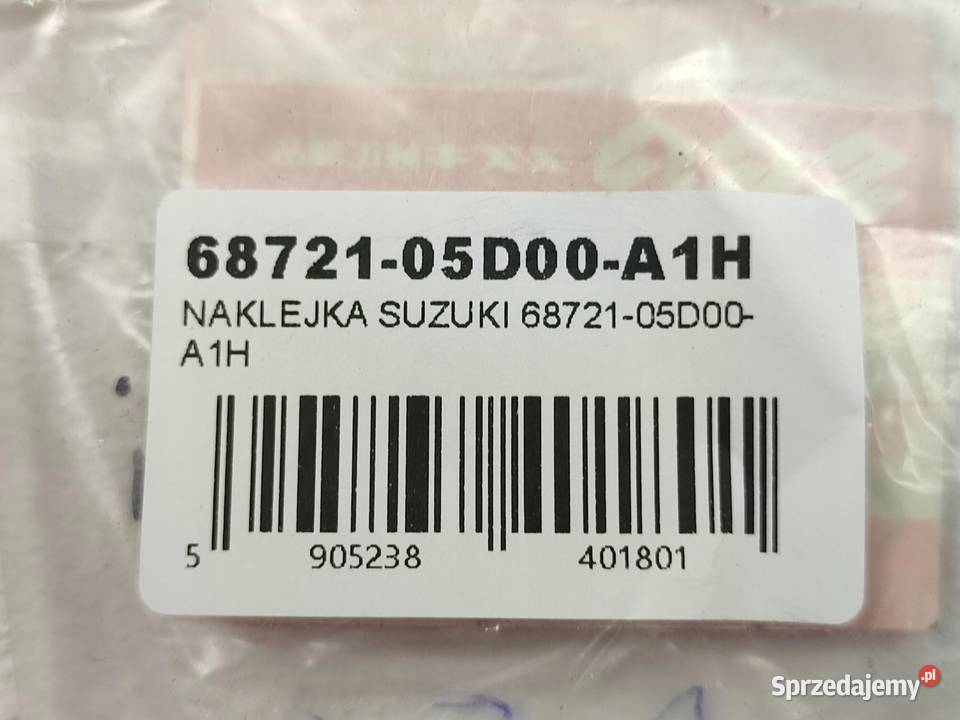 68721-05D00-A1H
NAKLEJKA SUZUKI 68721-05D00-
A1H
5 905238 401801
Sprzedajemy.pl